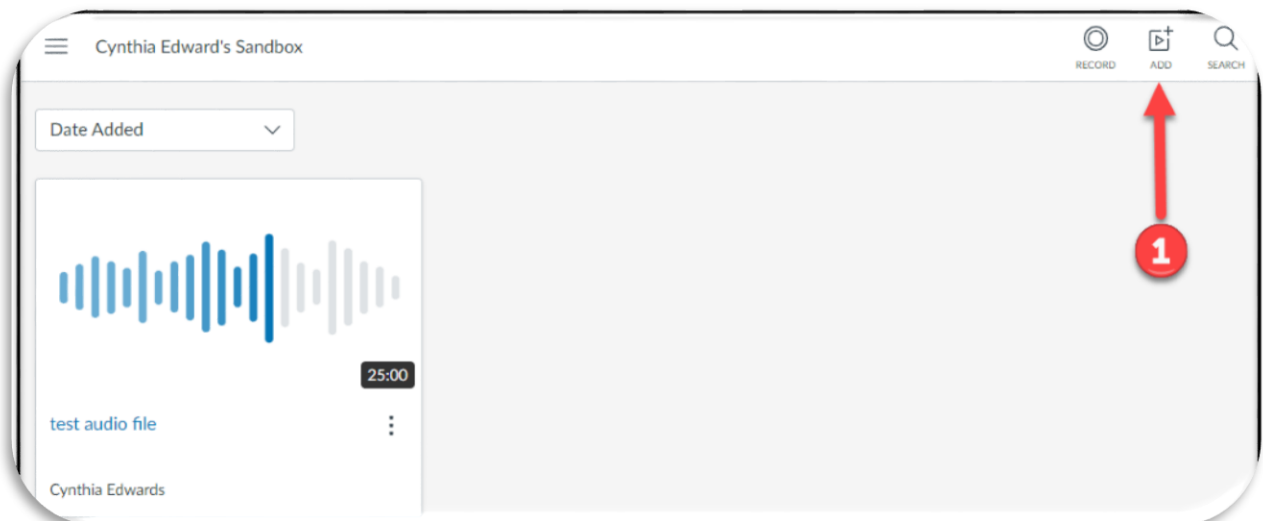 Cynthia Edward's Sandbox
RECORD
ADD
SEARCH
Date Added
1
25:00
test audio file
Cynthia Edwards